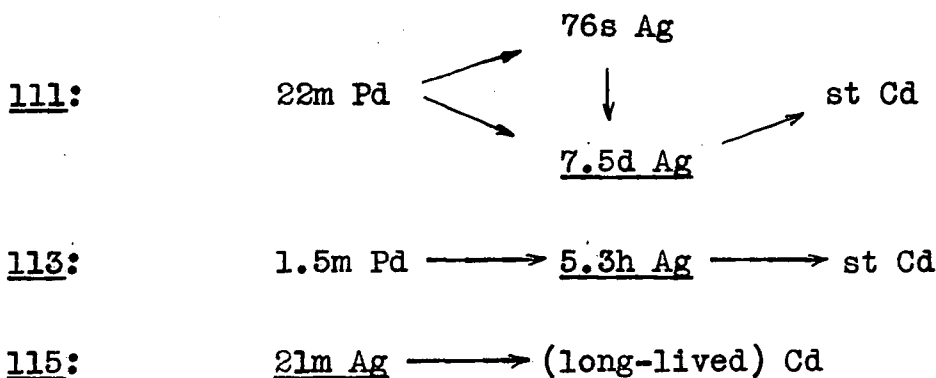 76s Ag
111: 22m Pd st Cd
7.5d Ag
113: 1.5m Pd → 5.3h Ag → st Cd
115: 21m Ag → (long-lived) Cd